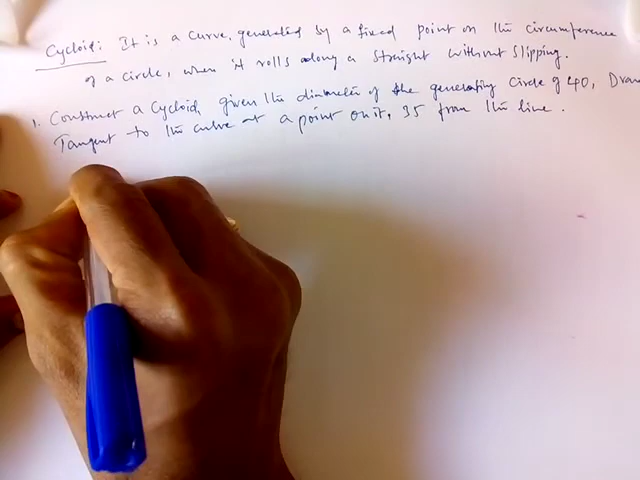 Cycloid: It is a curve, generated by a fixed point on the circumference
of a circle, when it rolls along a straight without slipping.
1. Construct a cycloid, given the diameter of the generating circle of 40, Draw
Tangent to the curve at a point on it, 35 from the line.